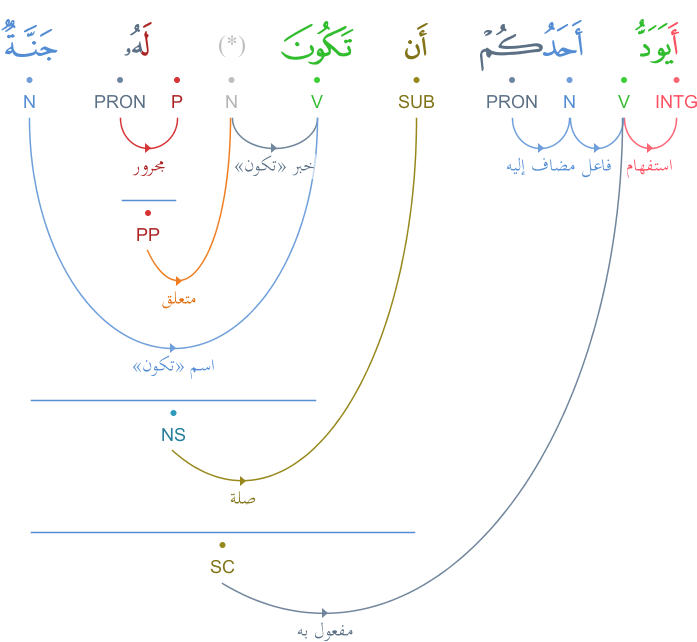 أَيَوَدُّ أَحَدُكُمْ أَن تَكُونَ (*) لَهُۥ جَنَّةٌ
INTG V N PRON SUB V N P PRON N
استفهام فاعل مضاف إليه خبر «تكون» مجرور
PP
متعلق
اسم «تكون»
NS
صلة
SC
مفعول به